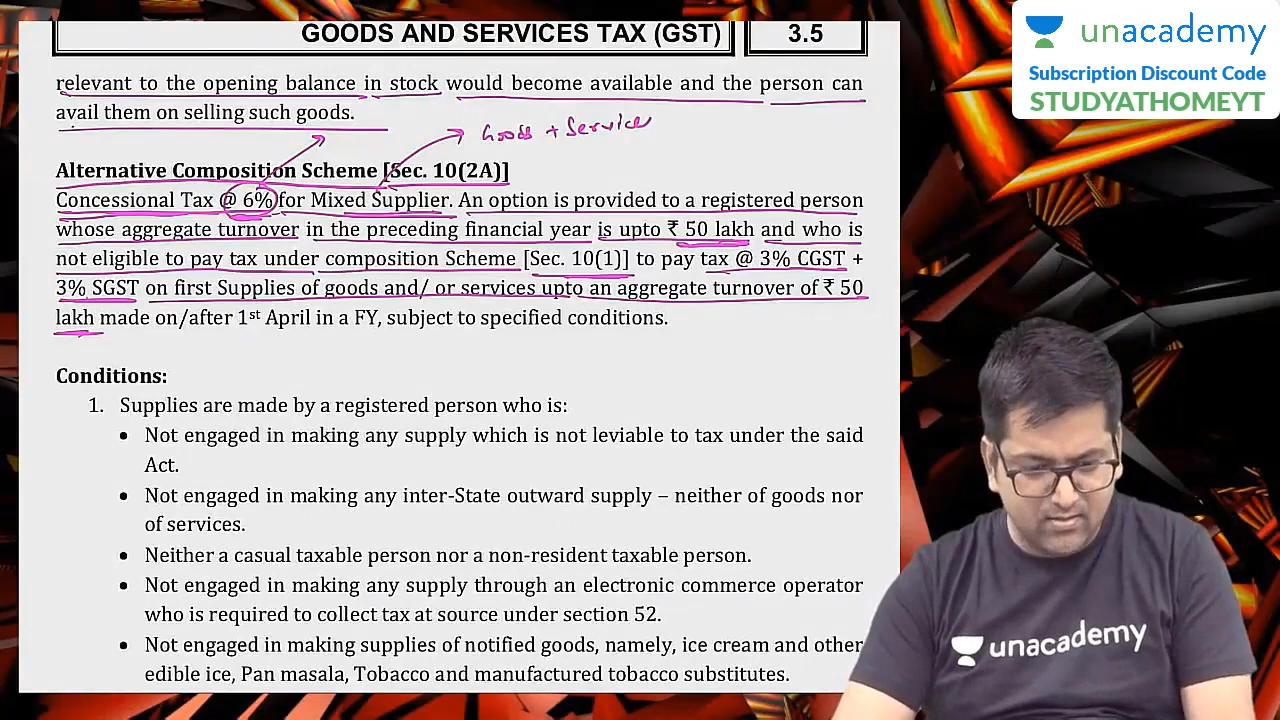 GOODS AND SERVICES TAX (GST) 3.5
unacademy
Subscription Discount Code
STUDYATHOMEYT
relevant to the opening balance in stock would become available and the person can
avail them on selling such goods.
Goods + Service
Alternative Composition Scheme [Sec. 10(2A)]
Concessional Tax @ 6% for Mixed Supplier. An option is provided to a registered person
whose aggregate turnover in the preceding financial year is upto ₹ 50 lakh and who is
not eligible to pay tax under composition Scheme [Sec. 10(1)] to pay tax @ 3% CGST +
3% SGST on first Supplies of goods and/ or services upto an aggregate turnover of ₹ 50
lakh made on/after 1st April in a FY, subject to specified conditions.
Conditions:
1. Supplies are made by a registered person who is:
• Not engaged in making any supply which is not leviable to tax under the said
Act.
• Not engaged in making any inter-State outward supply – neither of goods nor
of services.
• Neither a casual taxable person nor a non-resident taxable person.
• Not engaged in making any supply through an electronic commerce operator
who is required to collect tax at source under section 52.
• Not engaged in making supplies of notified goods, namely, ice cream and other
edible ice, Pan masala, Tobacco and manufactured tobacco substitutes.
unacademy